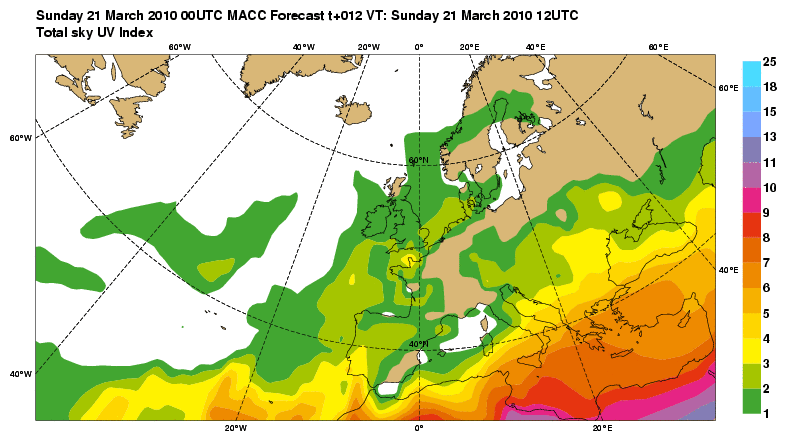 Sunday 21 March 2010 00UTC MACC Forecast t+012 VT: Sunday 21 March 2010 12UTC
Total sky UV Index
60°W 40°W 20°W 0° 20°E 40°E 60°E
25
60°E
18
15
60°W
13
60°N
11
10
9
8
40°E
7
6
5
4
40°N
3
40°W
2
1
20°W 0° 20°E